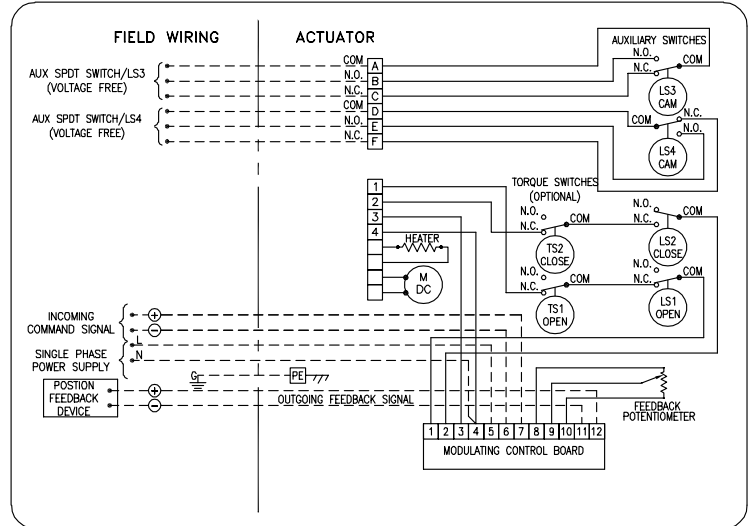 FIELD WIRING
ACTUATOR
AUXILIARY SWITCHES
AUX SPDT SWITCH/LS3
(VOLTAGE FREE)
COM A
N.O. B
N.C. C
N.O.
N.C.
COM
LS3
CAM
AUX SPDT SWITCH/LS4
(VOLTAGE FREE)
COM D
N.O. E
N.C. F
COM
N.C.
N.O.
LS4
CAM
1
2
3
4
HEATER
M
DC
TORQUE SWITCHES
(OPTIONAL)
N.O.
N.C.
COM
TS2
CLOSE
N.O.
N.C.
COM
LS2
CLOSE
N.O.
N.C.
COM
TS1
OPEN
N.O.
N.C.
COM
LS1
OPEN
INCOMING
COMMAND SIGNAL
+
−
L
N
SINGLE PHASE
POWER SUPPLY
G
PE
POSTION
FEEDBACK
DEVICE
+
−
OUTGOING FEEDBACK SIGNAL
FEEDBACK
POTENTIOMETER
1 2 3 4 5 6 7 8 9 10 11 12
MODULATING CONTROL BOARD